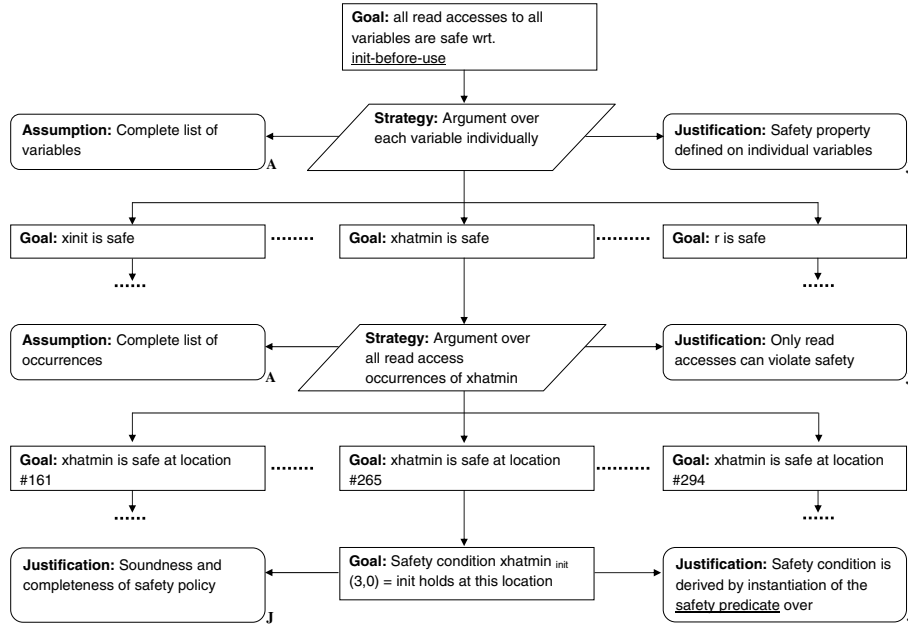 Goal: all read accesses to all
variables are safe wrt.
init-before-use
Assumption: Complete list of
variables
A
Strategy: Argument over
each variable individually
Justification: Safety property
defined on individual variables
Goal: xinit is safe
Goal: xhatmin is safe
Goal: r is safe
Assumption: Complete list of
occurrences
A
Strategy: Argument over
all read access
occurrences of xhatmin
Justification: Only read
accesses can violate safety
Goal: xhatmin is safe at location
#161
Goal: xhatmin is safe at location
#265
Goal: xhatmin is safe at location
#294
Justification: Soundness and
completeness of safety policy
J
Goal: Safety condition xhatmin init
(3,0) = init holds at this location
Justification: Safety condition is
derived by instantiation of the
safety predicate over